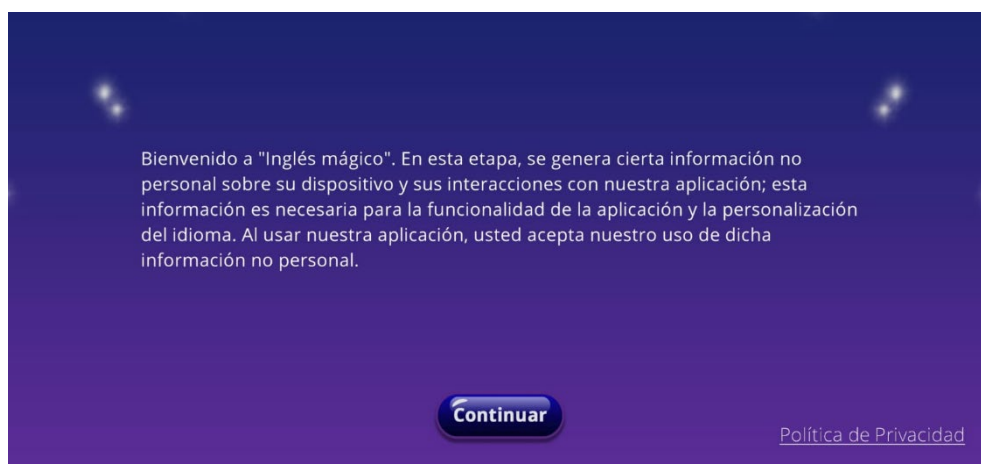 Bienvenido a "Inglés mágico". En esta etapa, se genera cierta información no
personal sobre su dispositivo y sus interacciones con nuestra aplicación; esta
información es necesaria para la funcionalidad de la aplicación y la personalización
del idioma. Al usar nuestra aplicación, usted acepta nuestro uso de dicha
información no personal.
Continuar
Política de Privacidad